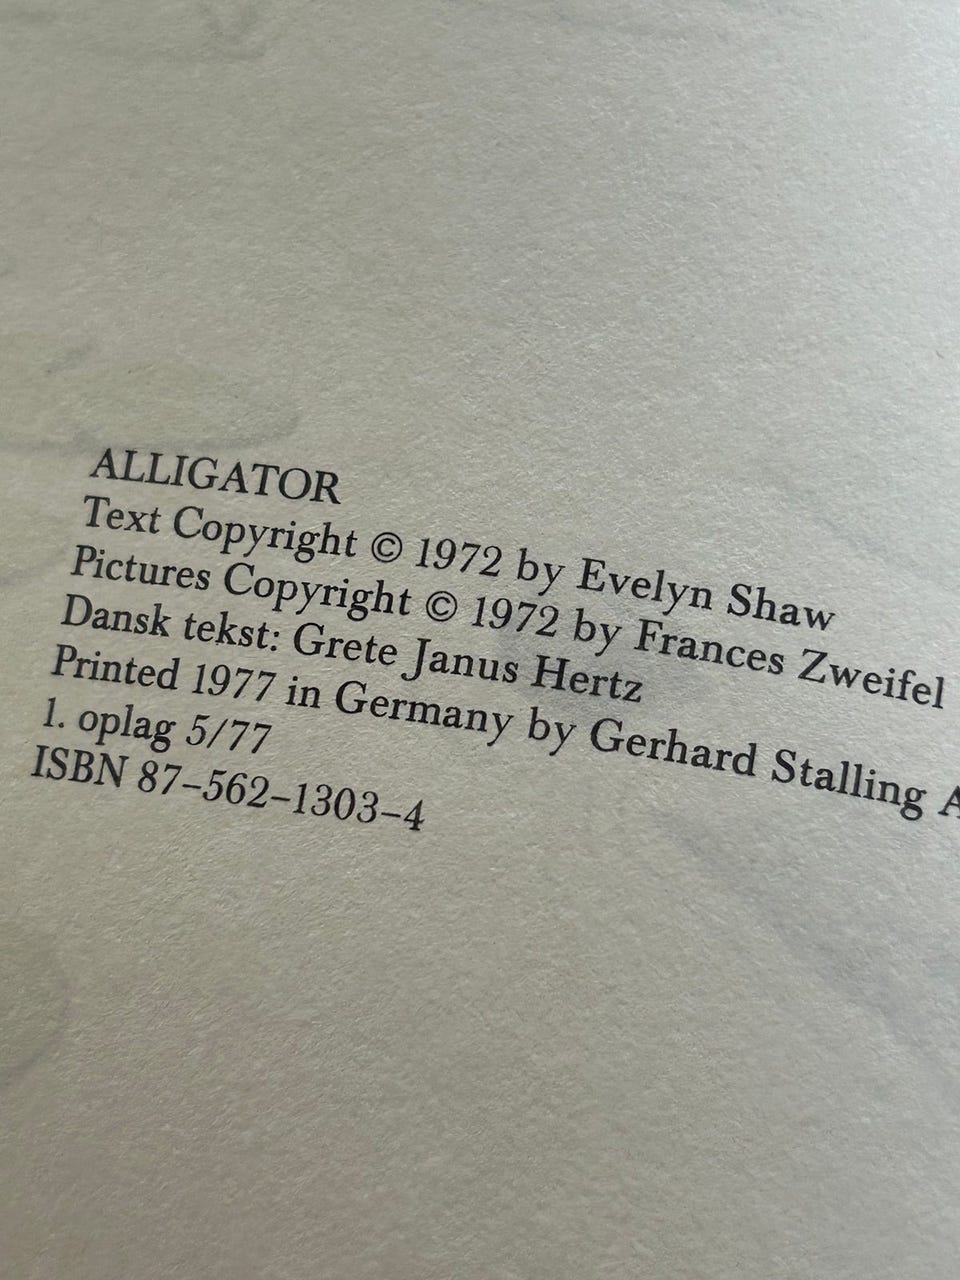 ALLIGATOR
Text Copyright © 1972 by Evelyn Shaw
Pictures Copyright © 1972 by Frances Zweifel
Dansk tekst: Grete Janus Hertz
Printed 1977 in Germany by Gerhard Stalling A
1. oplag 5/77
ISBN 87–562–1303–4